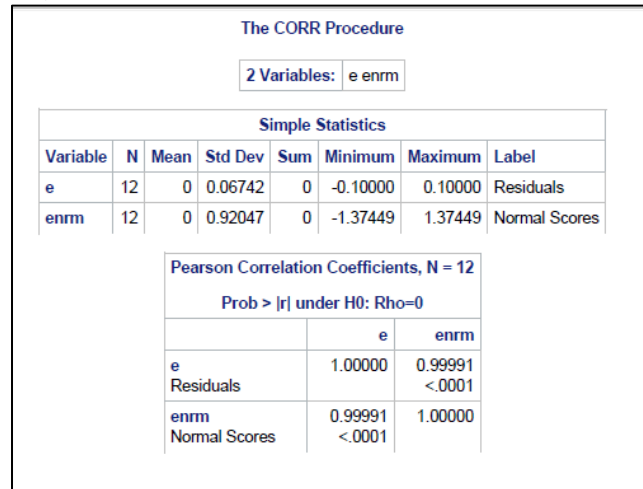 The CORR Procedure
2 Variables: e enrm
Simple Statistics
Variable N Mean Std Dev Sum Minimum Maximum Label
e 12 0 0.06742 0 -0.10000 0.10000 Residuals
enrm 12 0 0.92047 0 -1.37449 1.37449 Normal Scores
Pearson Correlation Coefficients, N = 12
Prob > |r| under H0: Rho=0
e enrm
e 1.00000 0.99991
Residuals <.0001
enrm 0.99991 1.00000
Normal Scores <.0001